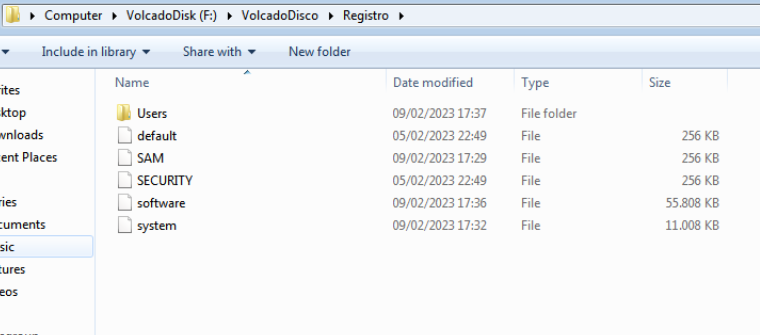 Computer VolcadoDisk (F:) VolcadoDisco Registro
Include in library Share with New folder
Name Date modified Type Size
Users 09/02/2023 17:37 File folder
default 05/02/2023 22:49 File 256 KB
SAM 09/02/2023 17:29 File 256 KB
SECURITY 05/02/2023 22:49 File 256 KB
software 09/02/2023 17:36 File 55.808 KB
system 09/02/2023 17:32 File 11.008 KB
rites
sktop
wnloads
cent Places
ries
cuments
sic
tures
eos